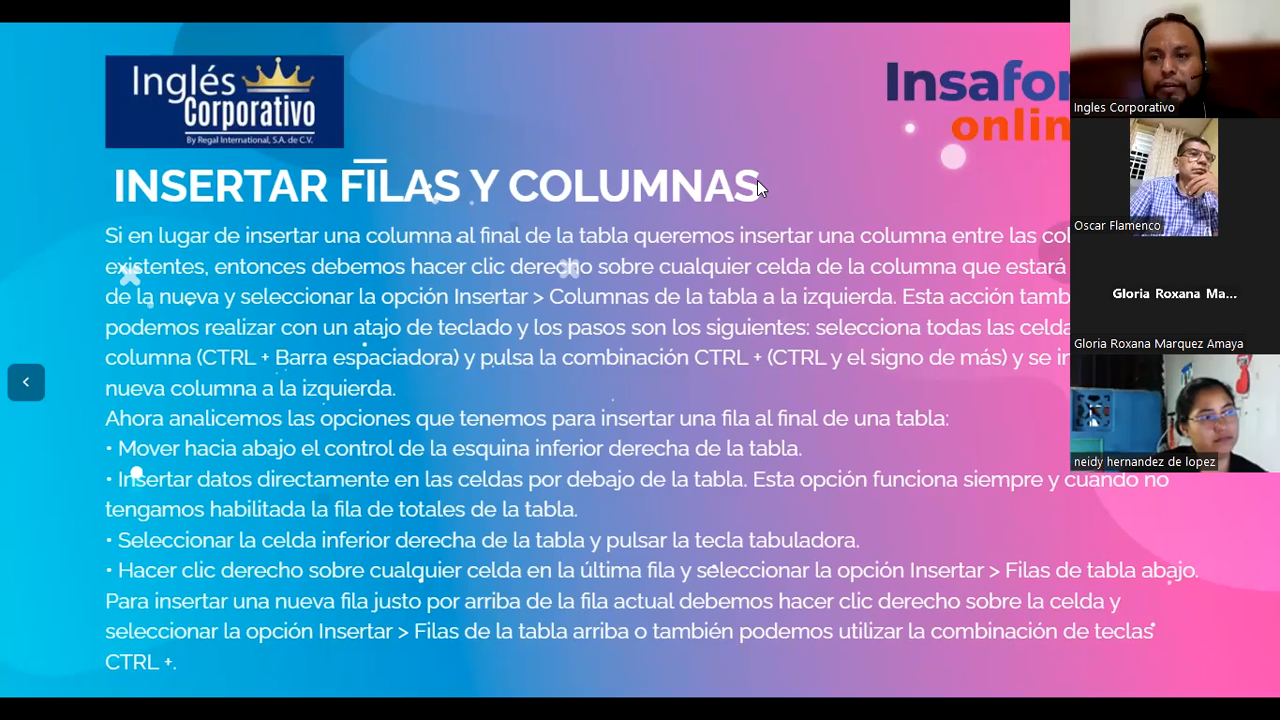 Inglés
Corporativo
By Regal International, S.A. de C.V.
Insafor
onlin
INSERTAR FILAS Y COLUMNAS
Si en lugar de insertar una columna al final de la tabla queremos insertar una columna entre las col
existentes, entonces debemos hacer clic derecho sobre cualquier celda de la columna que estará
de la nueva y seleccionar la opción Insertar > Columnas de la tabla a la izquierda. Esta acción tamb
podemos realizar con un atajo de teclado y los pasos son los siguientes: selecciona todas las celda
columna (CTRL + Barra espaciadora) y pulsa la combinación CTRL + (CTRL y el signo de más) y se in
nueva columna a la izquierda.
Ahora analicemos las opciones que tenemos para insertar una fila al final de una tabla:
• Mover hacia abajo el control de la esquina inferior derecha de la tabla.
• Insertar datos directamente en las celdas por debajo de la tabla. Esta opción funciona siempre y cuando no
tengamos habilitada la fila de totales de la tabla.
• Seleccionar la celda inferior derecha de la tabla y pulsar la tecla tabuladora.
• Hacer clic derecho sobre cualquier celda en la última fila y seleccionar la opción Insertar > Filas de tabla abajo.
Para insertar una nueva fila justo por arriba de la fila actual debemos hacer clic derecho sobre la celda y
seleccionar la opción Insertar > Filas de la tabla arriba o también podemos utilizar la combinación de teclas
CTRL +.
Ingles Corporativo
Oscar Flamenco
Gloria Roxana Ma...
Gloria Roxana Marquez Amaya
neidy hernandez de lopez